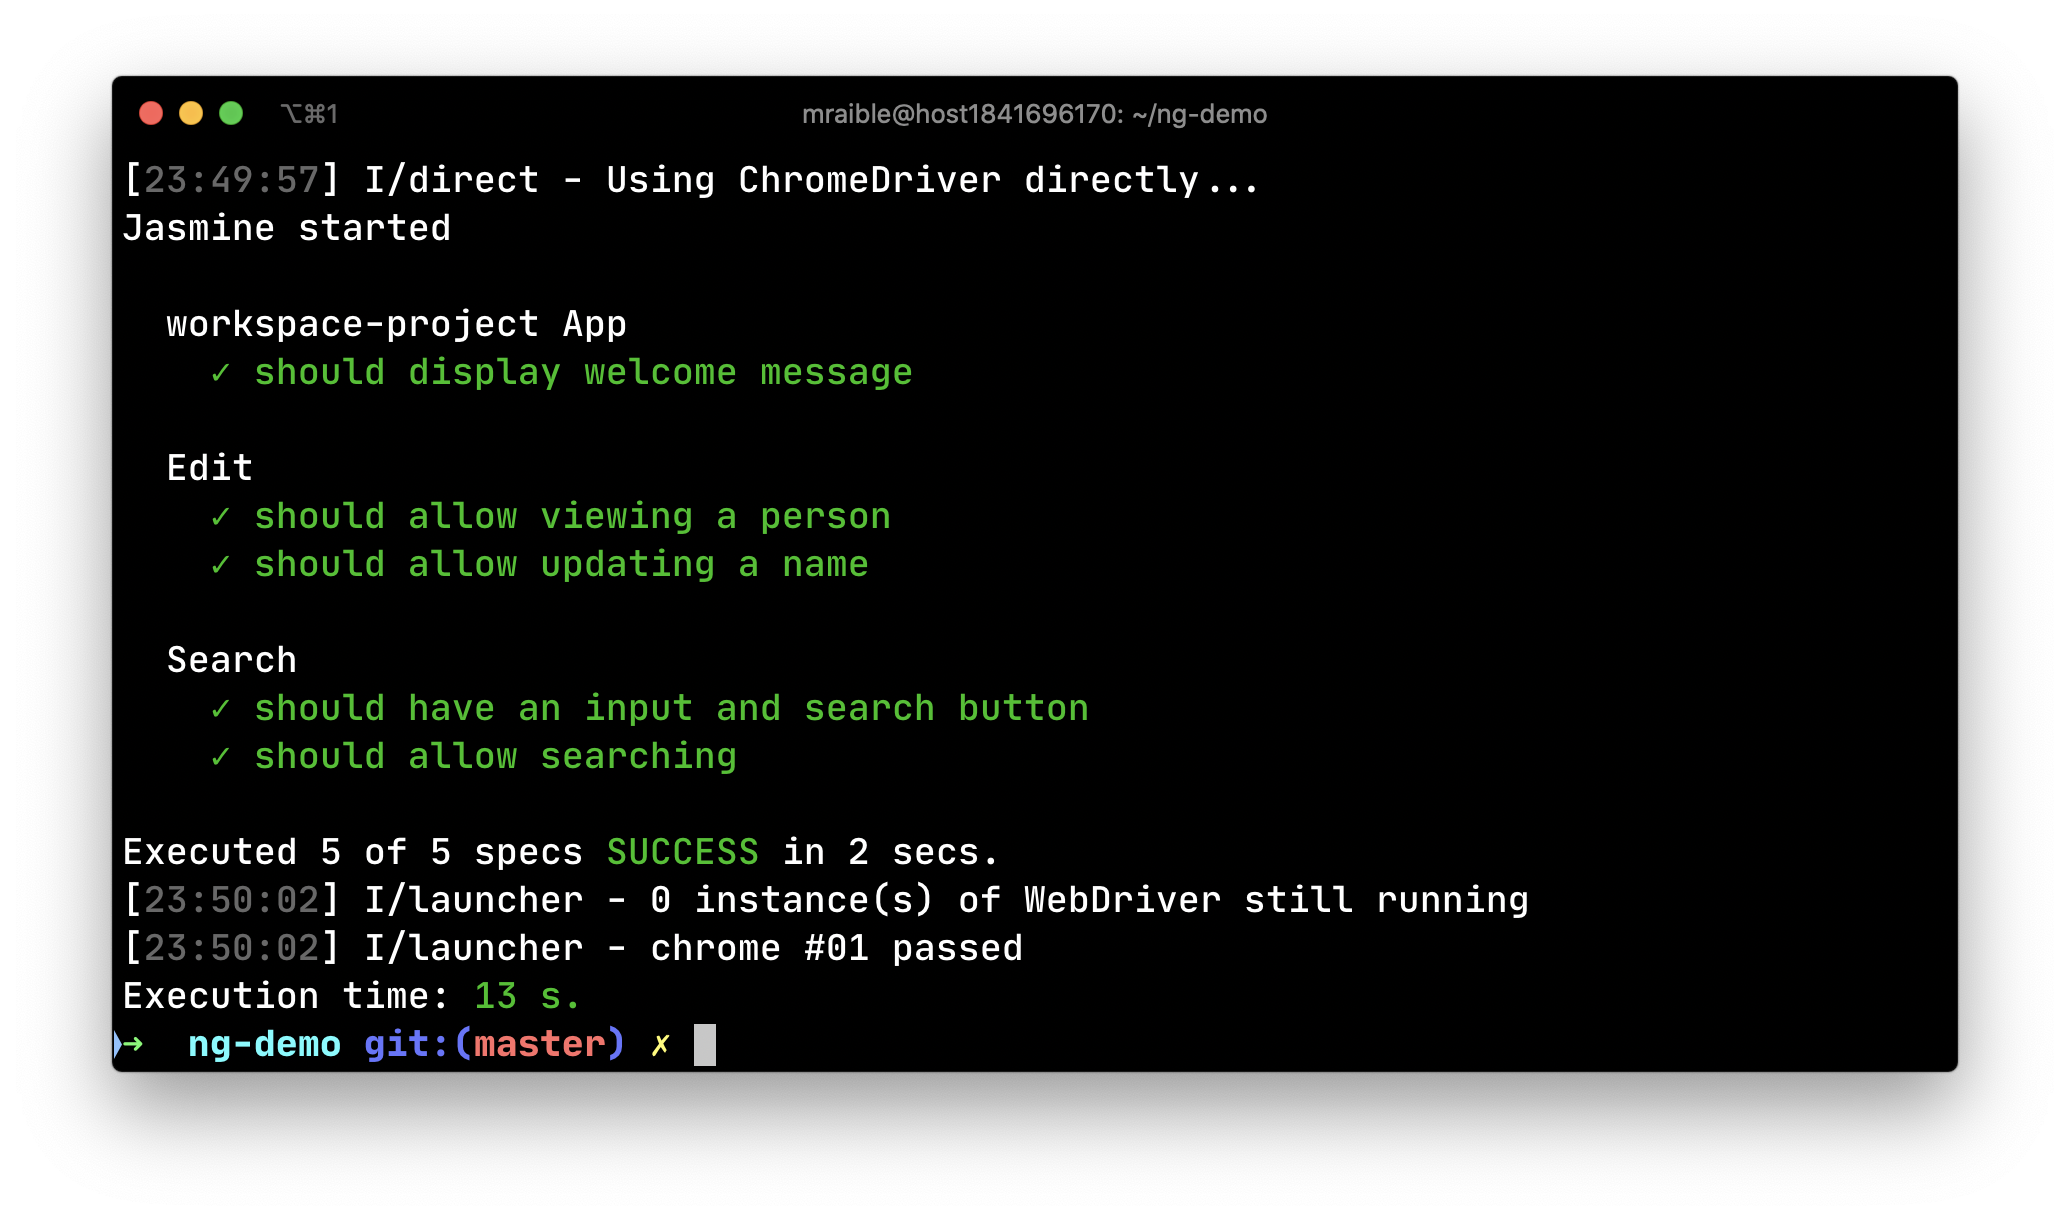 ⌥⌘1 mraible@host1841696170: ~/ng-demo
[23:49:57] I/direct - Using ChromeDriver directly...
Jasmine started
workspace-project App
✓ should display welcome message
Edit
✓ should allow viewing a person
✓ should allow updating a name
Search
✓ should have an input and search button
✓ should allow searching
Executed 5 of 5 specs SUCCESS in 2 secs.
[23:50:02] I/launcher - 0 instance(s) of WebDriver still running
[23:50:02] I/launcher - chrome #01 passed
Execution time: 13 s.
➜ ng-demo git:(master) ✗